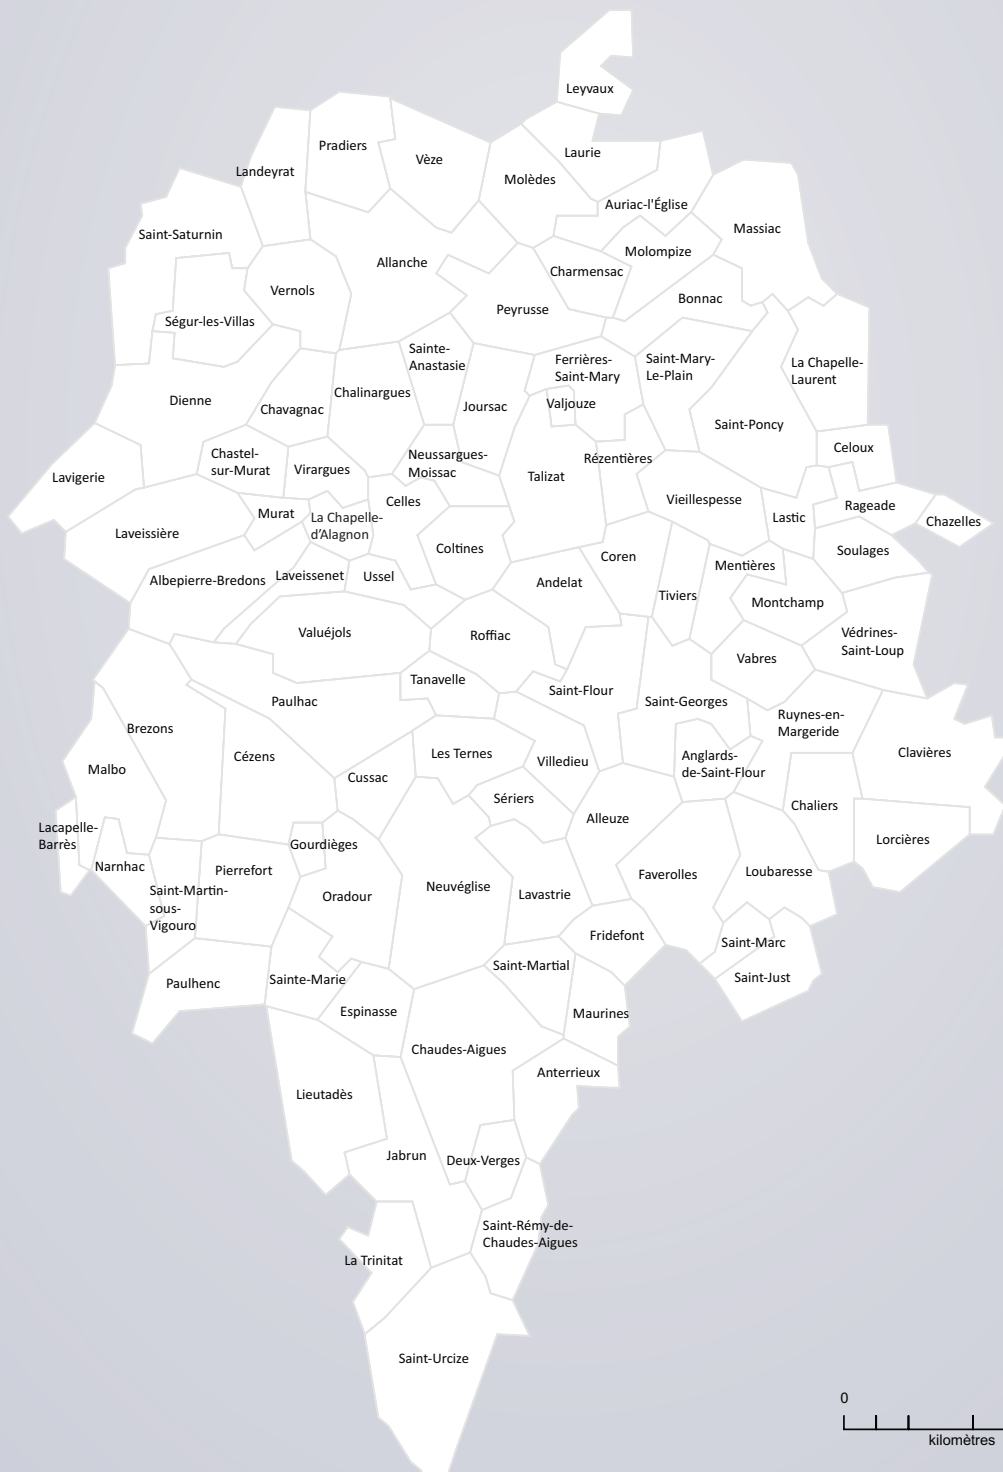 Leyvaux
Pradiers
Laurie
Vèze
Landeyrat
Molèdes
Auriac-l'Église
Massiac
Saint-Saturnin
Molompize
Allanche
Charmensac
Vernols
Bonnac
Peyrusse
Ségur-les-Villas
Sainte-
Anastasie
Ferrières-
Saint-Mary
Saint-Mary-
Le-Plain
La Chapelle-
Laurent
Chalinargues
Dienne
Chavagnac
Joursac
Valjouze
Saint-Poncy
Celoux
Chastel-
sur-Murat
Neussargues-
Moissac
Rézentières
Virargues
Lavigerie
Talizat
Vieillespesse
Celles
Rageade
Murat
La Chapelle-
d'Alagnon
Lastic
Chazelles
Laveissière
Coltines
Soulages
Coren
Mentières
Albepierre-Bredons
Laveissenet
Ussel
Andelat
Tiviers
Montchamp
Valuéjols
Roffiac
Védrines-
Saint-Loup
Vabres
Tanavelle
Saint-Flour
Paulhac
Saint-Georges
Ruynes-en-
Margeride
Brezons
Cézens
Les Ternes
Villedieu
Anglards-
de-Saint-Flour
Clavières
Malbo
Cussac
Sériers
Chaliers
Alleuze
Lacapelle-
Barrès
Gourdièges
Lorcières
Narnhac
Pierrefort
Faverolles
Loubaresse
Saint-Martin-
sous-
Vigouro
Oradour
Neuvéglise
Lavastrie
Fridefont
Saint-Marc
Saint-Martial
Saint-Just
Paulhenc
Sainte-Marie
Espinasse
Maurines
Chaudes-Aigues
Anterrieux
Lieutadès
Jabrun
Deux-Verges
Saint-Rémy-de-
Chaudes-Aigues
La Trinitat
Saint-Urcize
0
kilomètres